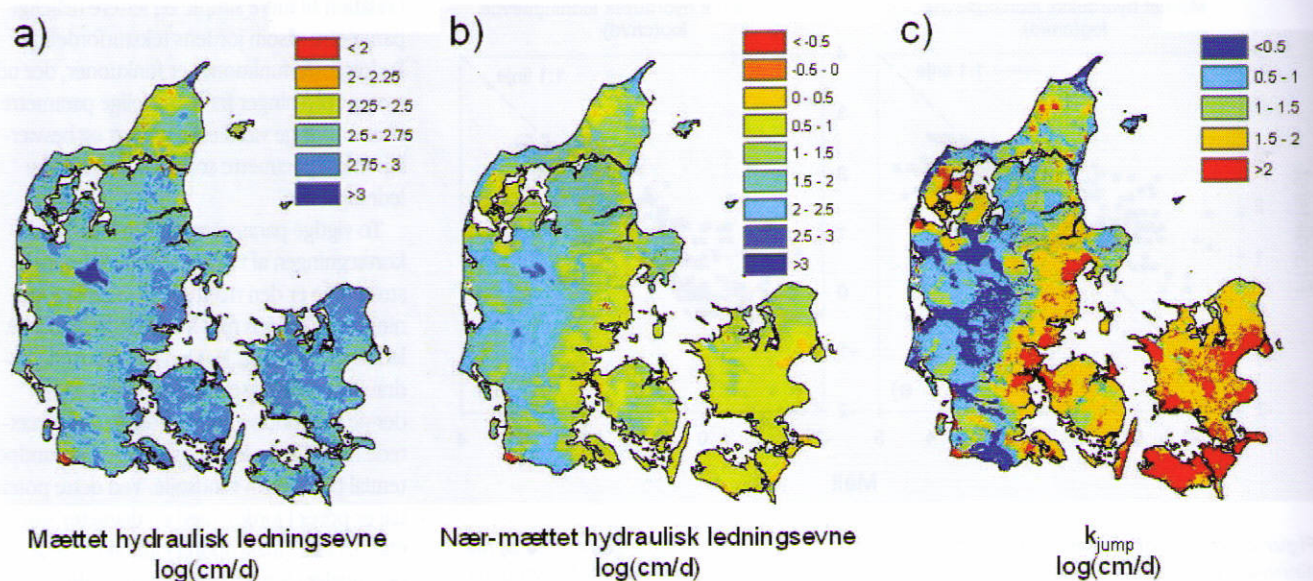 a)
< 2
2 - 2.25
2.25 - 2.5
2.5 - 2.75
2.75 - 3
>3
Mættet hydraulisk ledningsevne
log(cm/d)
b)
< -0.5
-0.5 - 0
0 - 0.5
0.5 - 1
1 - 1.5
1.5 - 2
2 - 2.5
2.5 - 3
>3
Nær-mættet hydraulisk ledningsevne
log(cm/d)
c)
<0.5
0.5 - 1
1 - 1.5
1.5 - 2
>2
kjump
log(cm/d)